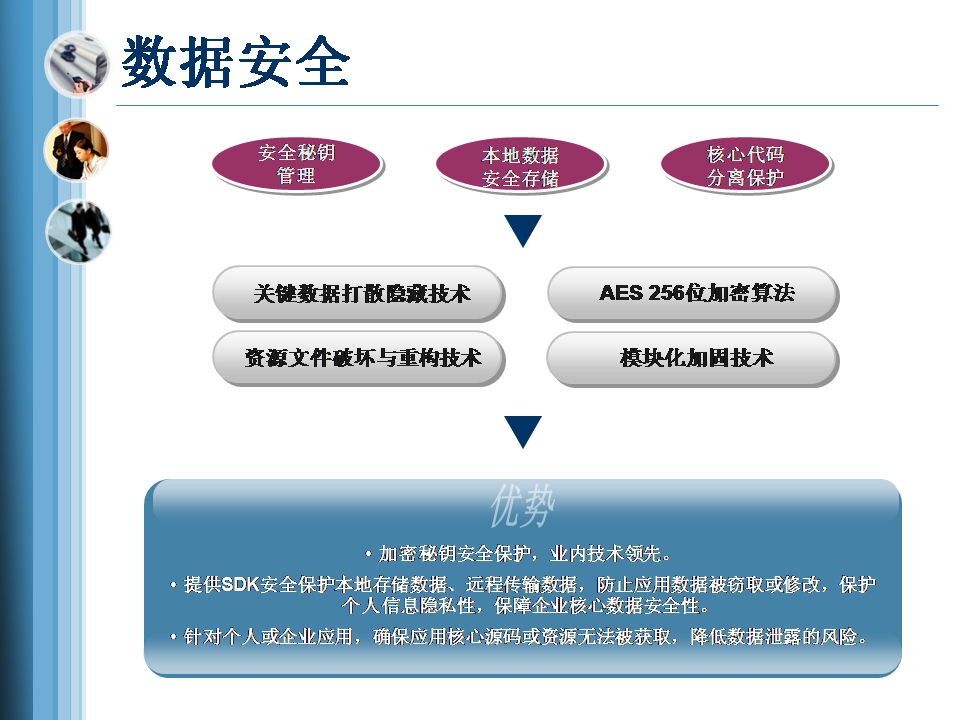 数据安全
安全秘钥
管理
本地数据
安全存储
核心代码
分离保护
关键数据打散隐藏技术
AES 256位加密算法
资源文件破坏与重构技术
模块化加固技术
优势
• 加密秘钥安全保护，业内技术领先。
• 提供SDK安全保护本地存储数据、远程传输数据，防止应用数据被窃取或修改，保护
个人信息隐私性，保障企业核心数据安全性。
• 针对个人或企业应用，确保应用核心源码或资源无法被获取，降低数据泄露的风险。